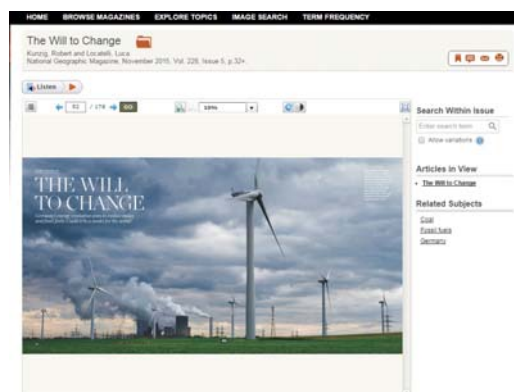 HOME BROWSE MAGAZINES EXPLORE TOPICS IMAGE SEARCH TERM FREQUENCY
The Will to Change
Kunzig, Robert and Locatelli, Luca.
National Geographic Magazine, November 2015, Vol. 228, Issue 5, p 32+.
Listen
/ 178 GO
Search Within Issue
Enter search term
Allow variations
Articles in View
The Will to Change
Related Subjects
Coal
Fossil fuels
Germany
THE WILL
TO CHANGE